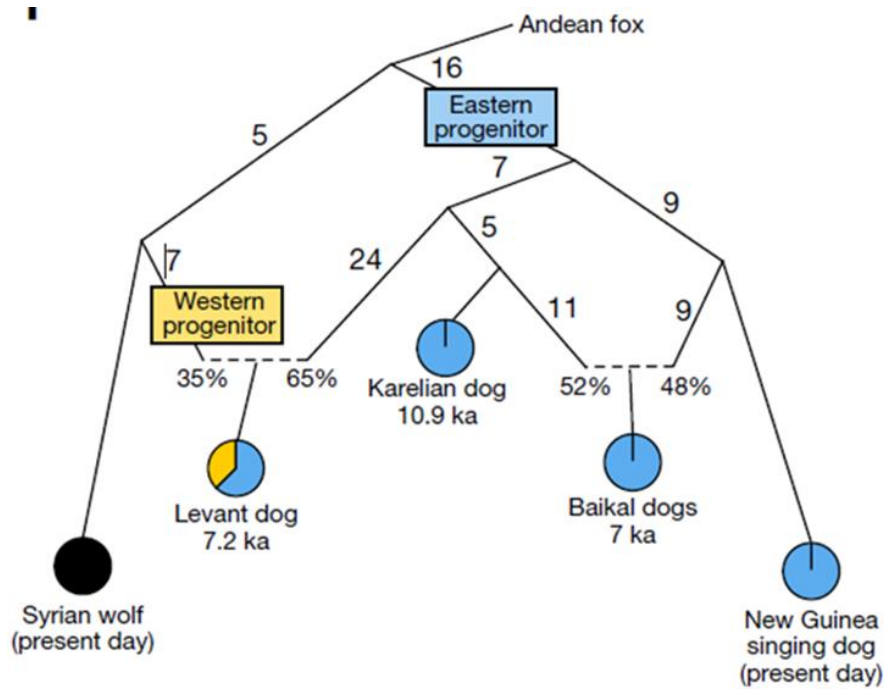 Andean fox
16
Eastern
progenitor
5
7
9
5
7
24
Western
progenitor
11
9
35%
65%
Karelian dog
10.9 ka
52%
48%
Levant dog
7.2 ka
Baikal dogs
7 ka
Syrian wolf
(present day)
New Guinea
singing dog
(present day)